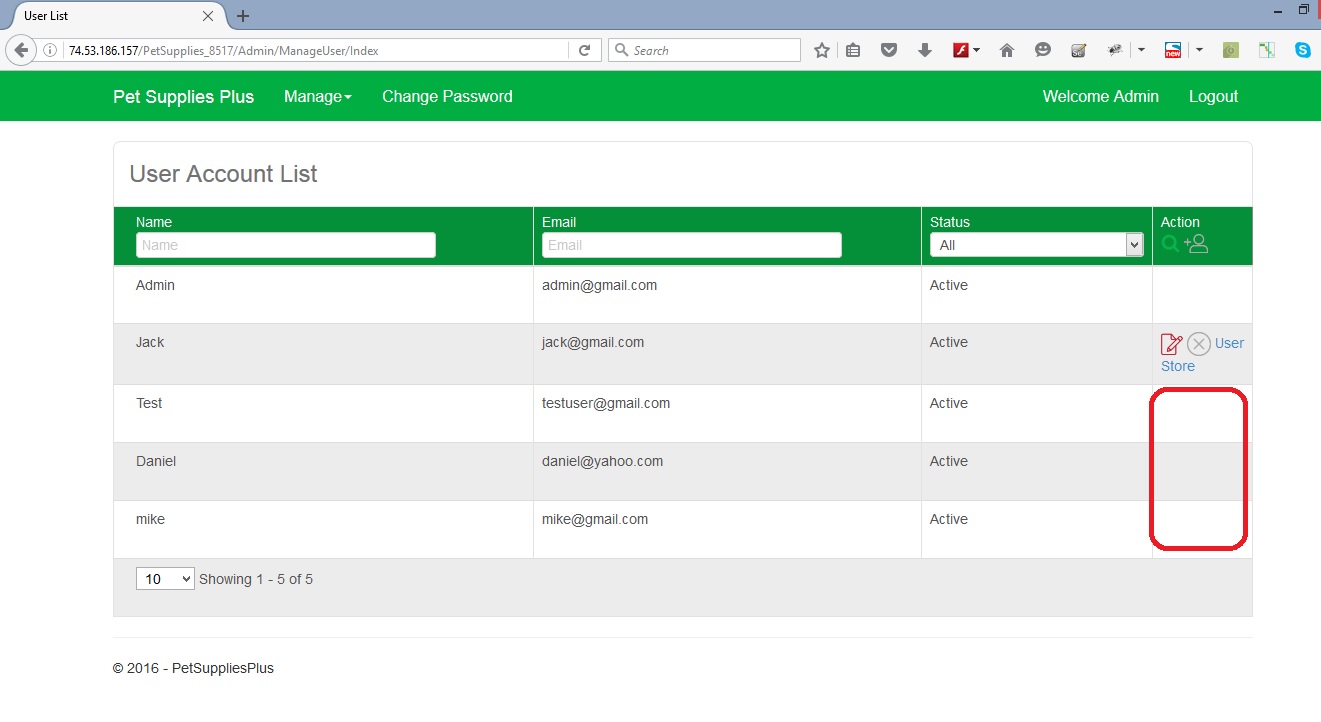 User List
74.53.186.157/PetSupplies_8517/Admin/ManageUser/Index
Search
new
Pet Supplies Plus Manage Change Password Welcome Admin Logout
User Account List
Name Email Status Action
Name Email All
Admin admin@gmail.com Active
Jack jack@gmail.com Active User
Store
Test testuser@gmail.com Active
Daniel daniel@yahoo.com Active
mike mike@gmail.com Active
10 Showing 1 - 5 of 5
© 2016 - PetSuppliesPlus